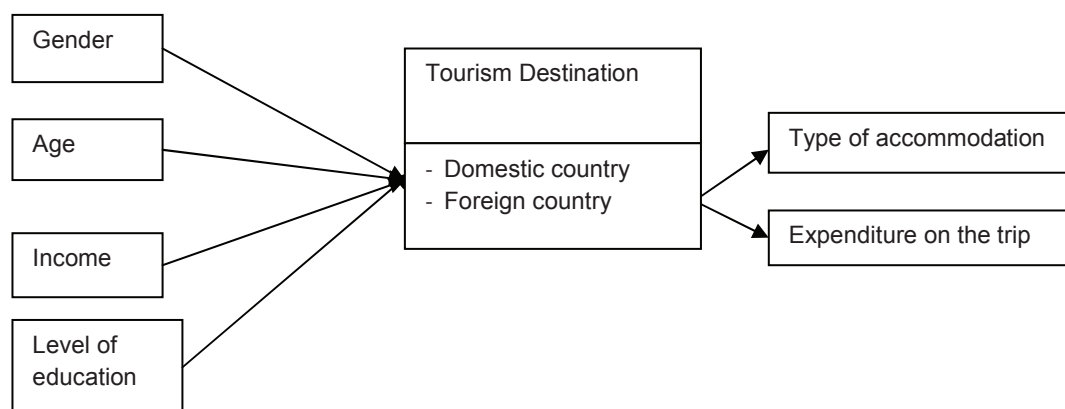 Gender
Age
Income
Level of
education
Tourism Destination
- Domestic country
- Foreign country
Type of accommodation
Expenditure on the trip